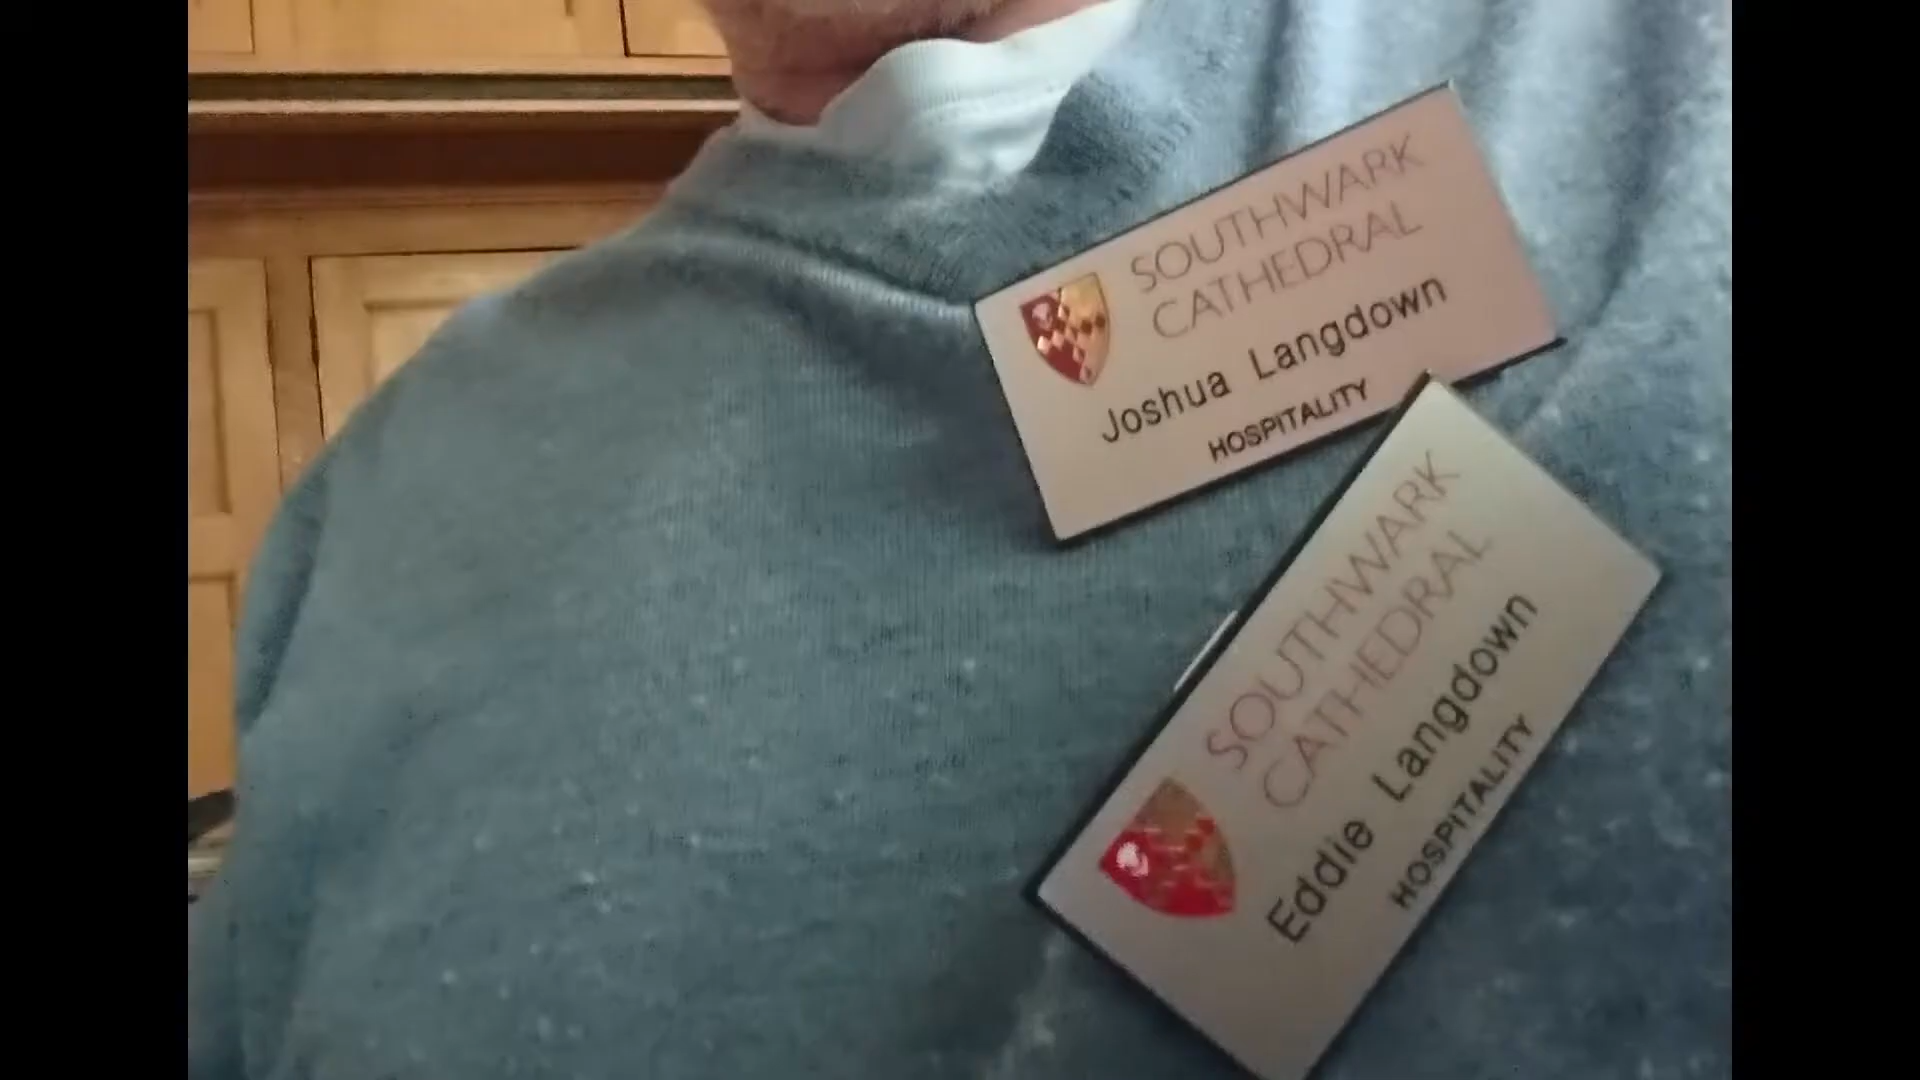 SOUTHWARK
CATHEDRAL
Joshua Langdown
HOSPITALITY
SOUTHWARK
CATHEDRAL
Eddie Langdown
HOSPITALITY